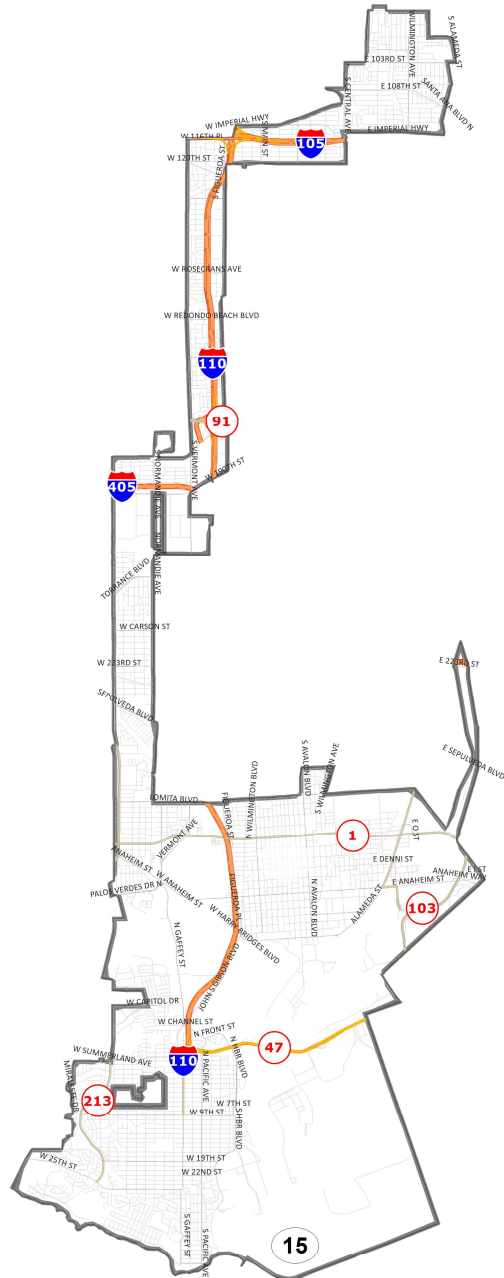 S ALAMEDA ST
WILMINGTON AVE
E 103RD ST
S CENTRAL AVE
E 108TH ST
SANTA ANA BLVD N
W IMPERIAL HWY
S MAIN ST
E IMPERIAL HWY
W 116TH PL
105
W 120TH ST
S FIGUEROA ST
W ROSECRANS AVE
W REDONDO BEACH BLVD
110
91
S VERMONT AVE
S NORMANDIE AVE
W 190TH ST
405
NORMANDIE AVE
TORRANCE BLVD
W CARSON ST
W 223RD ST
E 223RD ST
SEPULVEDA BLVD
E SEPULVEDA BLVD
S AVALON BLVD
S WILMINGTON AVE
N WILMINGTON BLVD
LOMITA BLVD
FIGUEROA ST
VERMONT AVE
1
E O ST
ANAHEIM ST
E DENNI ST
E I ST
ANAHEIM WAY
W ANAHEIM ST
E ANAHEIM ST
PALOS VERDES DR N
FIGUEROA PL
N AVALON BLVD
ALAMEDA ST
103
N GAFFEY ST
W HARRY BRIDGES BLVD
JOHN S GIBSON BLVD
W CAPITOL DR
W CHANNEL ST
N FRONT ST
47
W SUMMERLAND AVE
110
N PACIFIC AVE
N HBR BLVD
MIRALESTE DR
213
W 7TH ST
W 9TH ST
S HBR BLVD
W 25TH ST
W 19TH ST
W 22ND ST
S GAFFEY ST
S PACIFIC AVE
15